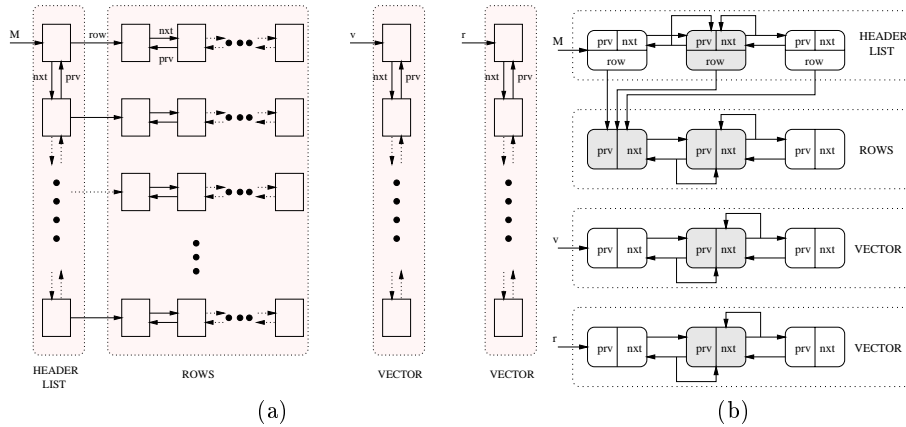 M
row
nxt
prv
nxt
prv
HEADER
LIST
ROWS
v
nxt
prv
VECTOR
r
nxt
prv
VECTOR
(a)
M
prv nxt
row
prv nxt
row
prv nxt
row
HEADER
LIST
prv nxt
prv nxt
prv nxt
ROWS
v
prv nxt
prv nxt
prv nxt
VECTOR
r
prv nxt
prv nxt
prv nxt
VECTOR
(b)